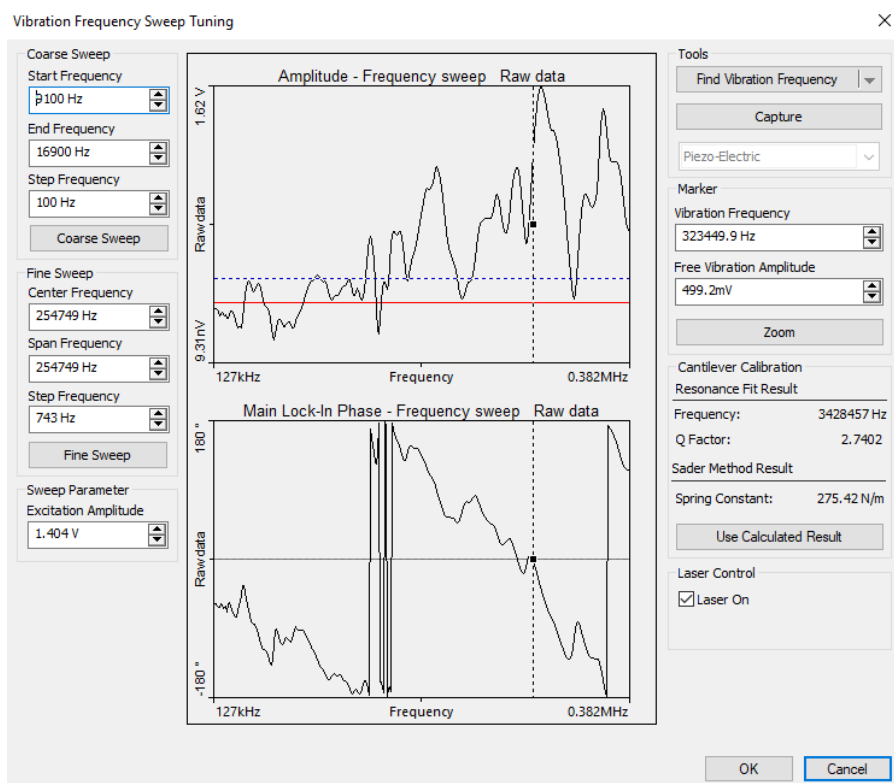 Vibration Frequency Sweep Tuning
Coarse Sweep
Start Frequency
9100 Hz
End Frequency
16900 Hz
Step Frequency
100 Hz
Coarse Sweep
Fine Sweep
Center Frequency
254749 Hz
Span Frequency
254749 Hz
Step Frequency
743 Hz
Fine Sweep
Sweep Parameter
Excitation Amplitude
1.404 V
Amplitude - Frequency sweep Raw data
1.62 V
Raw data
9.31nV
127kHz Frequency 0.382MHz
Main Lock-In Phase - Frequency sweep Raw data
180 °
Raw data
-180 °
127kHz Frequency 0.382MHz
Tools
Find Vibration Frequency
Capture
Piezo-Electric
Marker
Vibration Frequency
323449.9 Hz
Free Vibration Amplitude
499.2mV
Zoom
Cantilever Calibration
Resonance Fit Result
Frequency: 3428457 Hz
Q Factor: 2.7402
Sader Method Result
Spring Constant: 275.42 N/m
Use Calculated Result
Laser Control
Laser On
OK Cancel